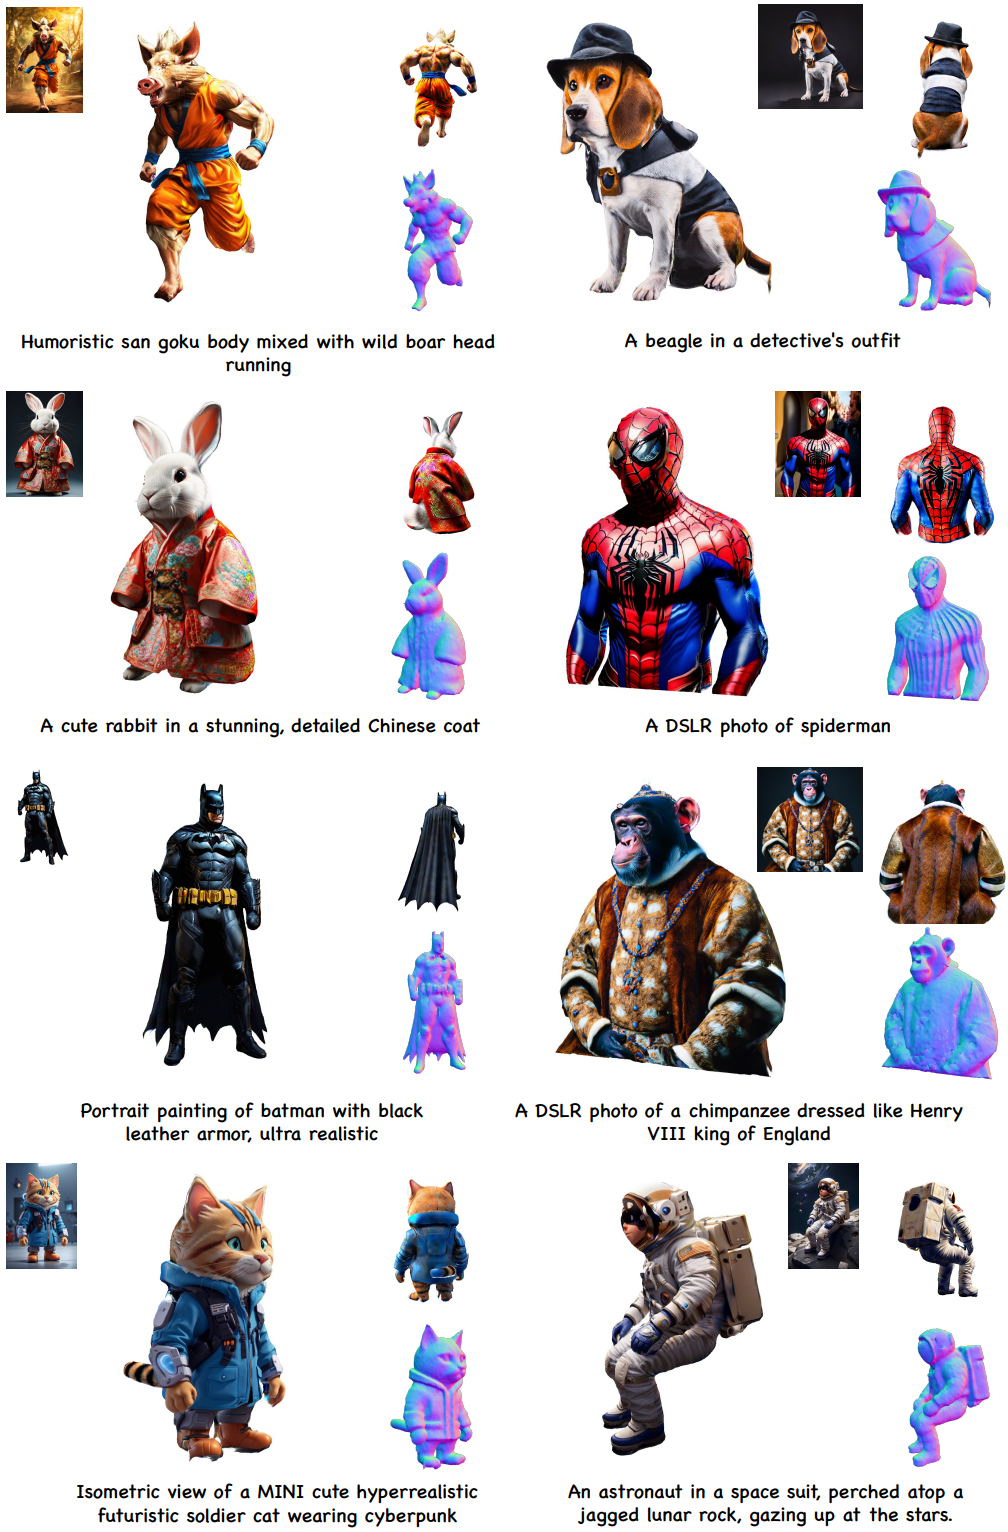 Humoristic san goku body mixed with wild boar head
running
A beagle in a detective's outfit
A cute rabbit in a stunning, detailed Chinese coat
A DSLR photo of spiderman
Portrait painting of batman with black
leather armor, ultra realistic
A DSLR photo of a chimpanzee dressed like Henry
VIII king of England
Isometric view of a MINI cute hyperrealistic
futuristic soldier cat wearing cyberpunk
An astronaut in a space suit, perched atop a
jagged lunar rock, gazing up at the stars.